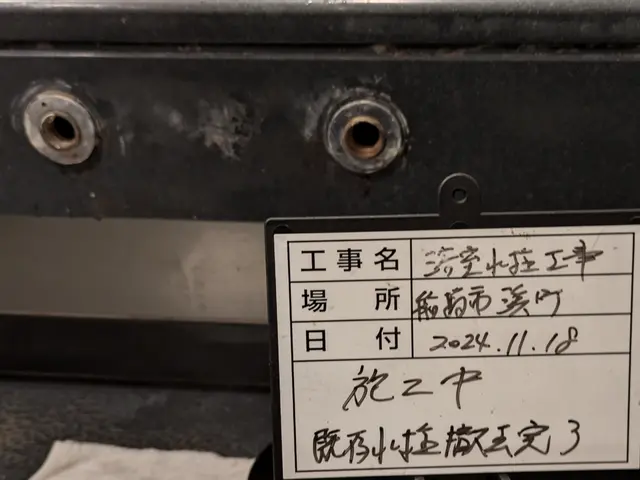 工事名 浴室水栓工事
場所 船橋市浜町
日付 2024.11.18
施工中
既存水栓撤去完了